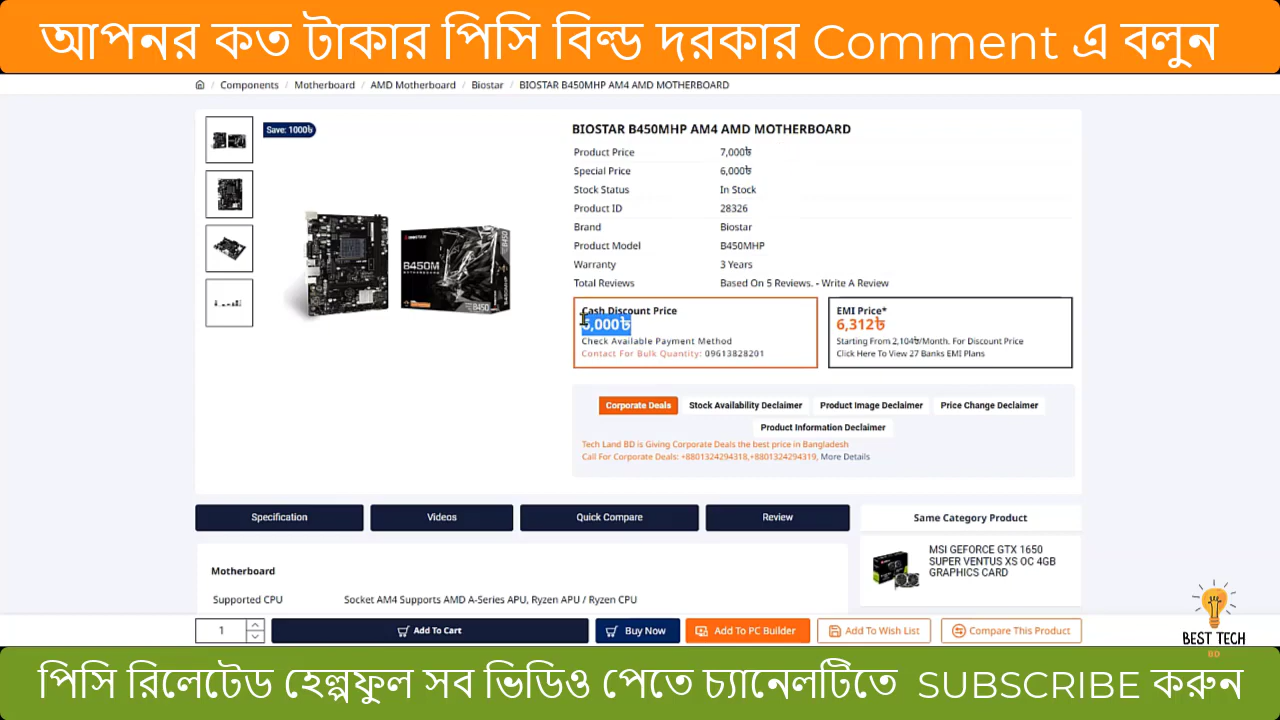 আপনর কত টাকার পিসি বিল্ড দরকার Comment এ বলুন
/ Components / Motherboard / AMD Motherboard / Biostar / BIOSTAR B450MHP AM4 AMD MOTHERBOARD
Save: 1000৳
BIOSTAR B450MHP AM4 AMD MOTHERBOARD
Product Price 7,000৳
Special Price 6,000৳
Stock Status In Stock
Product ID 28326
Brand Biostar
Product Model B450MHP
Warranty 3 Years
Total Reviews Based On 5 Reviews. - Write A Review
Cash Discount Price
6,000৳
Check Available Payment Method
Contact For Bulk Quantity: 09613828201
EMI Price*
6,312৳
Starting From 2,104৳/Month. For Discount Price
Click Here To View 27 Banks EMI Plans
B450M
B450
Corporate Deals Stock Availability Declaimer Product Image Declaimer Price Change Declaimer
Product Information Declaimer
Tech Land BD is Giving Corporate Deals the best price in Bangladesh
Call For Corporate Deals: +8801324294318,+8801324294319, More Details
Specification Videos Quick Compare Review
Same Category Product
MSI GEFORCE GTX 1650
SUPER VENTUS XS OC 4GB
GRAPHICS CARD
Motherboard
Supported CPU Socket AM4 Supports AMD A-Series APU, Ryzen APU / Ryzen CPU
1 Add To Cart Buy Now Add To PC Builder Add To Wish List Compare This Product
BEST TECH
BD
পিসি রিলেটেড হেল্পফুল সব ভিডিও পেতে চ্যানেলটিতে SUBSCRIBE করুন